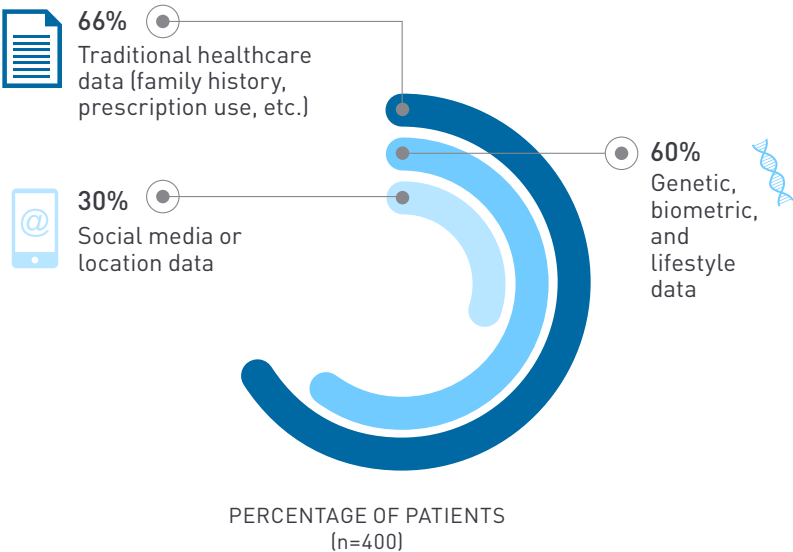 66%
Traditional healthcare
data (family history,
prescription use, etc.)
60%
Genetic,
biometric,
and
lifestyle
data
30%
@
Social media or
location data
PERCENTAGE OF PATIENTS
(n=400)